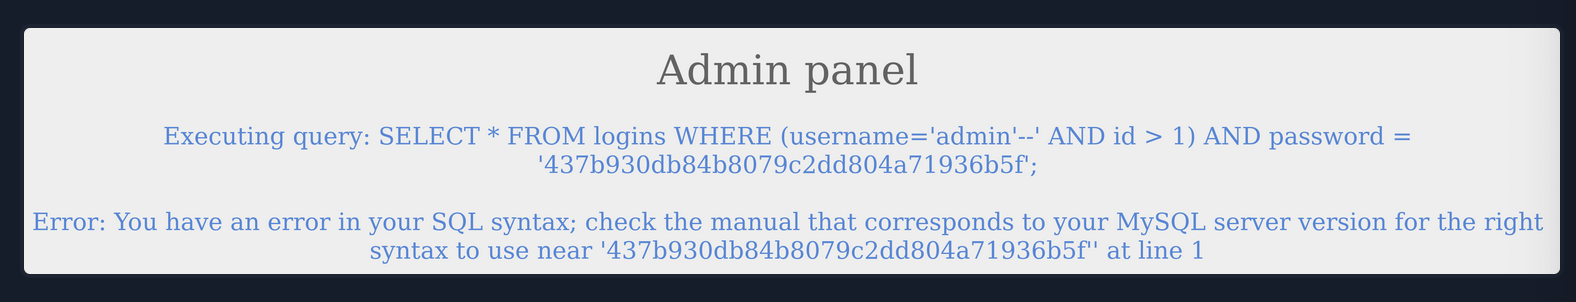 Admin panel
Executing query: SELECT * FROM logins WHERE (username='admin'--' AND id > 1) AND password =
'437b930db84b8079c2dd804a71936b5f';
Error: You have an error in your SQL syntax; check the manual that corresponds to your MySQL server version for the right
syntax to use near '437b930db84b8079c2dd804a71936b5f'' at line 1